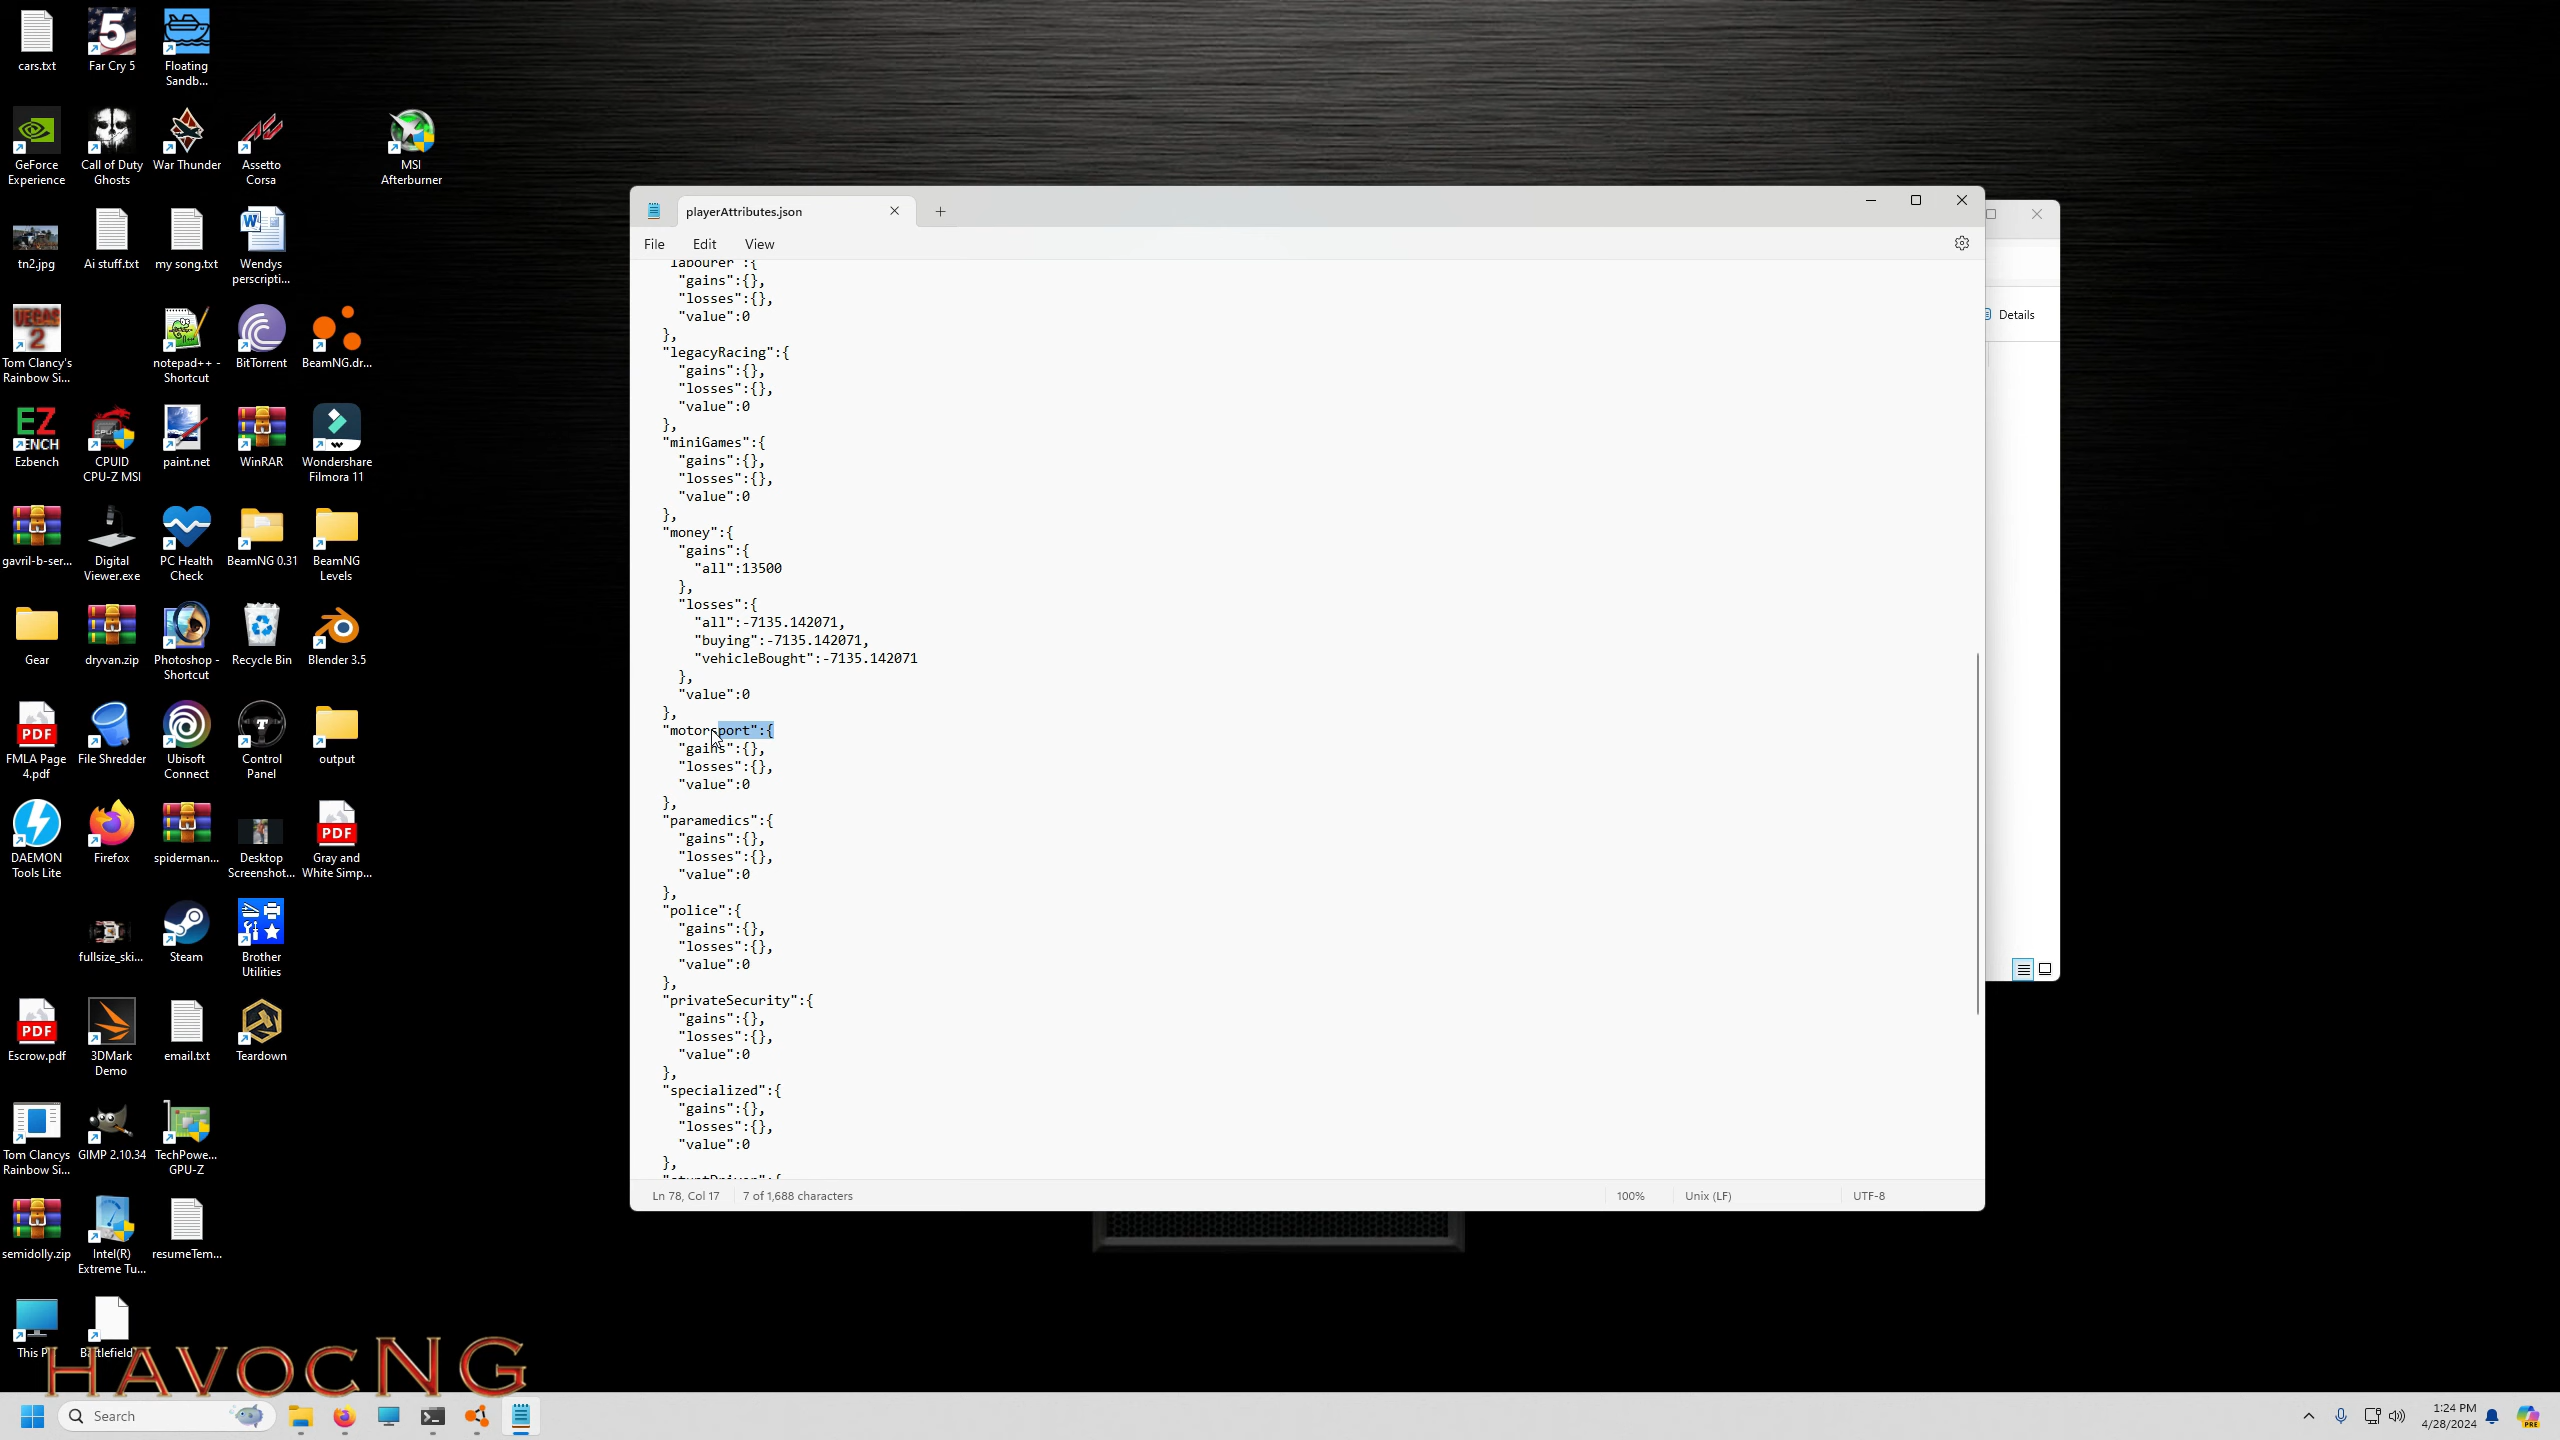 cars.txt
Far Cry 5
Floating
Sandb...
GeForce
Experience
Call of Duty
Ghosts
War Thunder
Assetto
Corsa
MSI
Afterburner
tn2.jpg
Ai stuff.txt
my song.txt
Wendys
perscripti...
Tom Clancy's
Rainbow Si...
notepad++ -
Shortcut
BitTorrent
BeamNG.dr...
Ezbench
CPUID
CPU-Z MSI
paint.net
WinRAR
Wondershare
Filmora 11
gavril-b-ser...
Digital
Viewer.exe
PC Health
Check
BeamNG 0.31
BeamNG
Levels
Gear
dryvan.zip
Photoshop -
Shortcut
Recycle Bin
Blender 3.5
FMLA Page
4.pdf
File Shredder
Ubisoft
Connect
Control
Panel
output
DAEMON
Tools Lite
Firefox
spiderman...
Desktop
Screenshot...
Gray and
White Simp...
fullsize_ski...
Steam
Brother
Utilities
Escrow.pdf
3DMark
Demo
email.txt
Teardown
Tom Clancys
Rainbow Si...
GIMP 2.10.34
TechPowe...
GPU-Z
semidolly.zip
Intel(R)
Extreme Tu...
resumeTem...
This P
HAVOCNG
playerAttributes.json
File Edit View
Details
"labourer":{
"gains":{},
"losses":{},
"value":0
},
"legacyRacing":{
"gains":{},
"losses":{},
"value":0
},
"miniGames":{
"gains":{},
"losses":{},
"value":0
},
"money":{
"gains":{
"all":13500
},
"losses":{
"all":-7135.142071,
"buying":-7135.142071,
"vehicleBought":-7135.142071
},
"value":0
},
"motorsport":{
"gains":{},
"losses":{},
"value":0
},
"paramedics":{
"gains":{},
"losses":{},
"value":0
},
"police":{
"gains":{},
"losses":{},
"value":0
},
"privateSecurity":{
"gains":{},
"losses":{},
"value":0
},
"specialized":{
"gains":{},
"losses":{},
"value":0
},
Ln 78, Col 17 7 of 1,688 characters 100% Unix (LF) UTF-8
Search
1:24 PM
4/28/2024